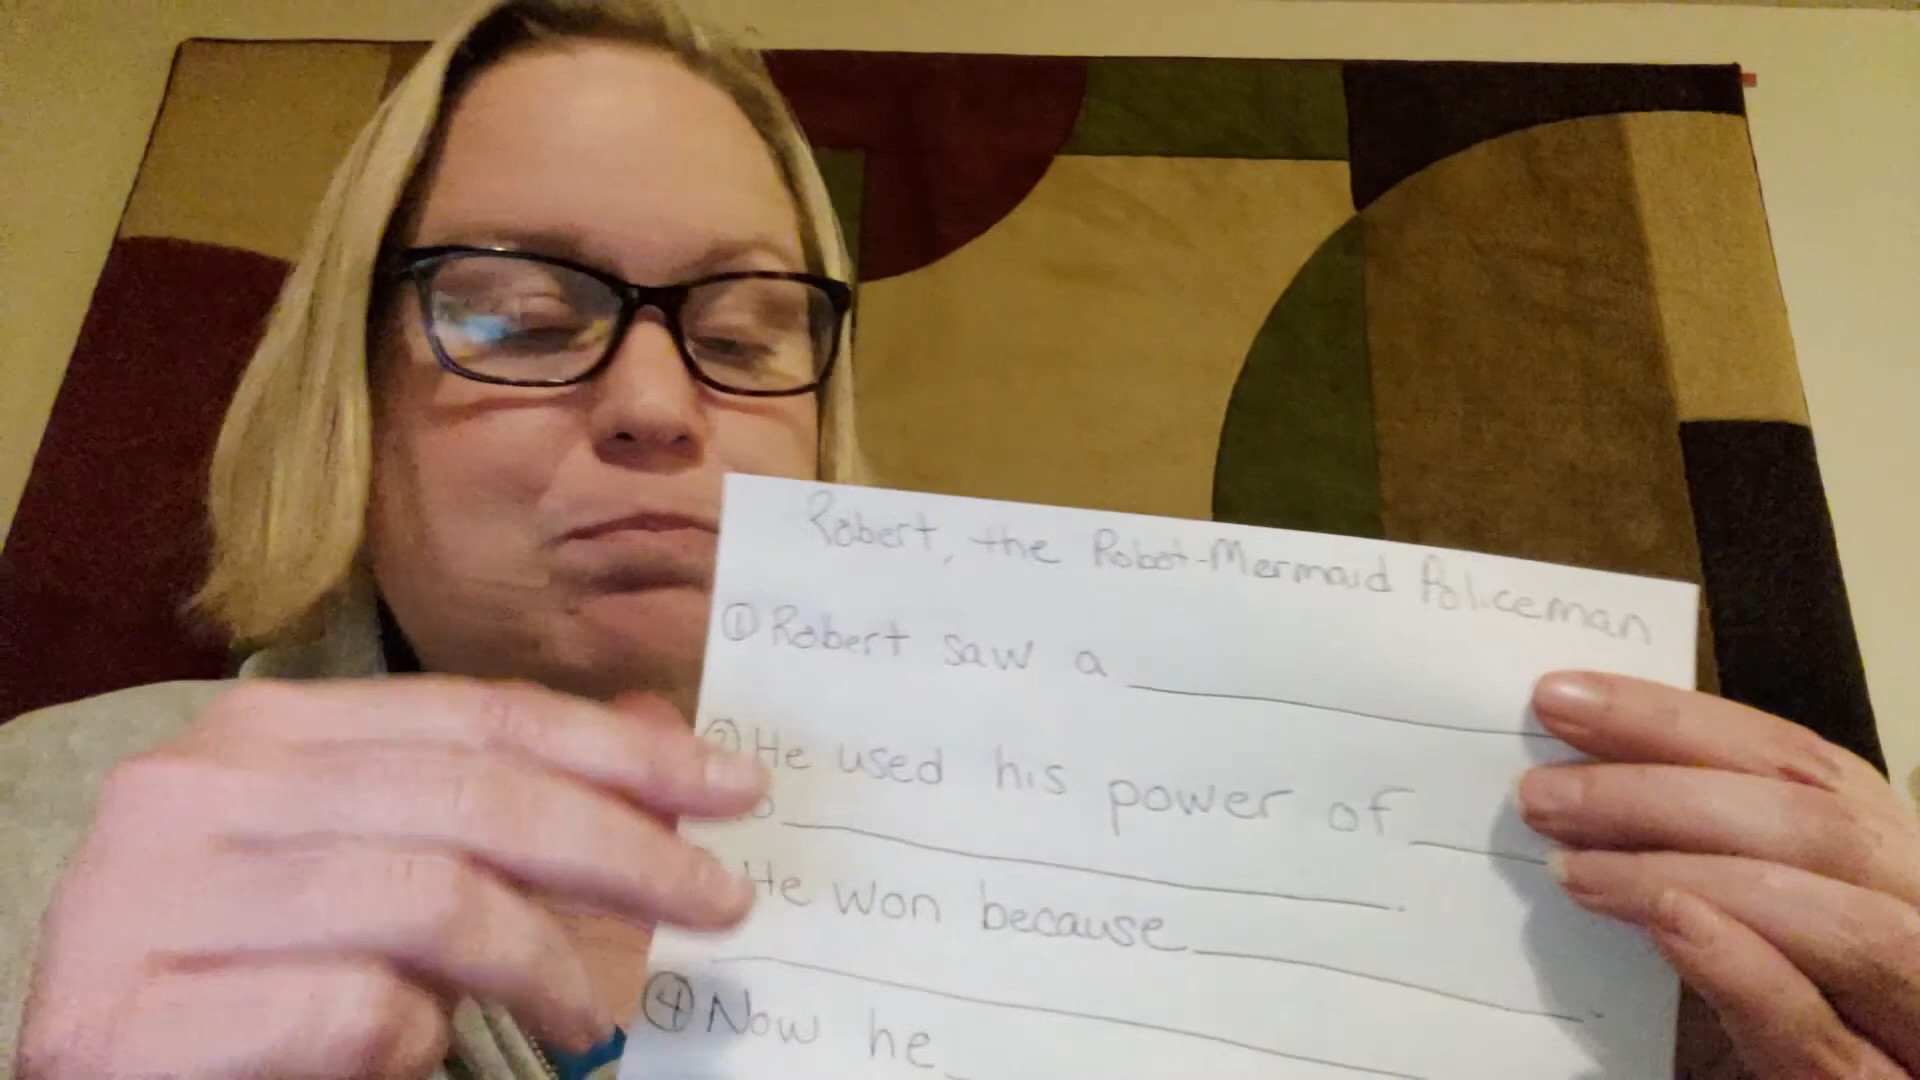 Robert, the Robot-Mermaid Policeman
① Robert saw a
② He used his power of
He won because
④ Now he